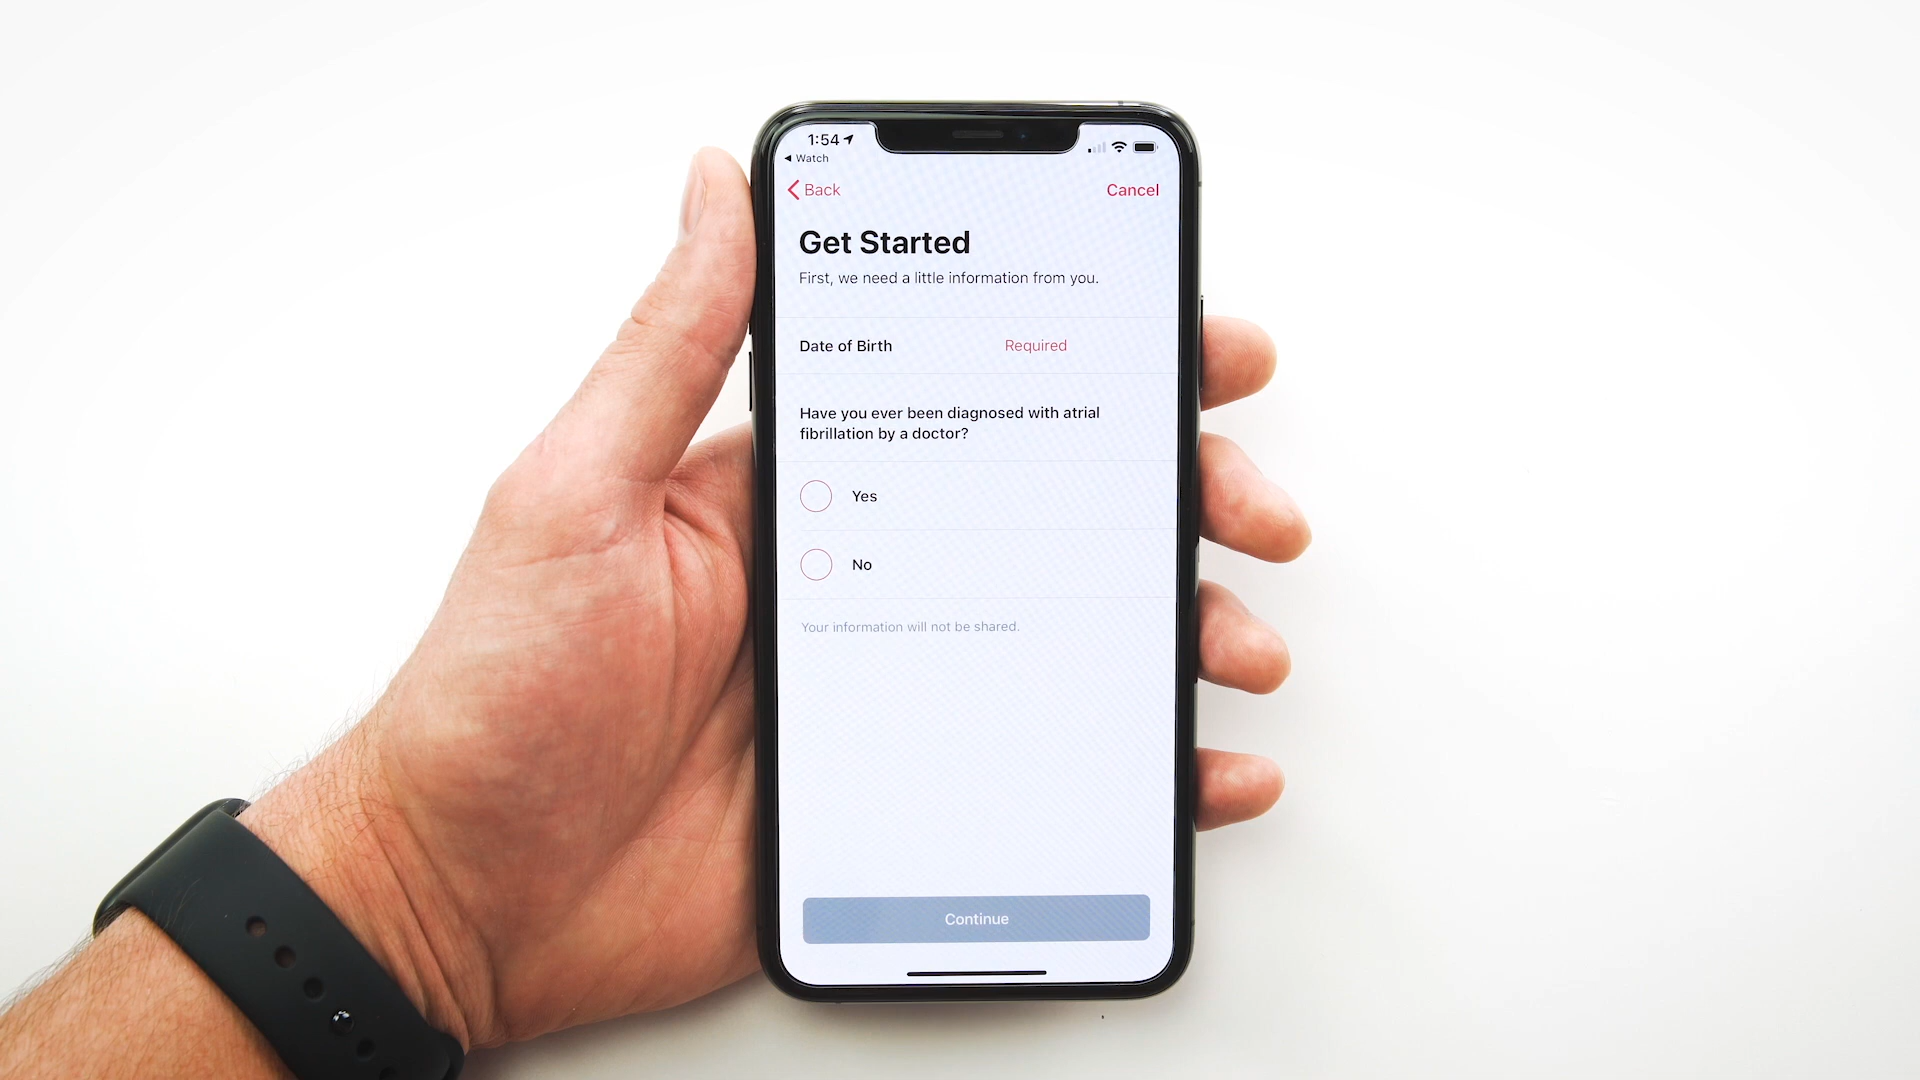 1:54
Watch
Back
Cancel
Get Started
First, we need a little information from you.
Date of Birth
Required
Have you ever been diagnosed with atrial
fibrillation by a doctor?
Yes
No
Your information will not be shared.
Continue